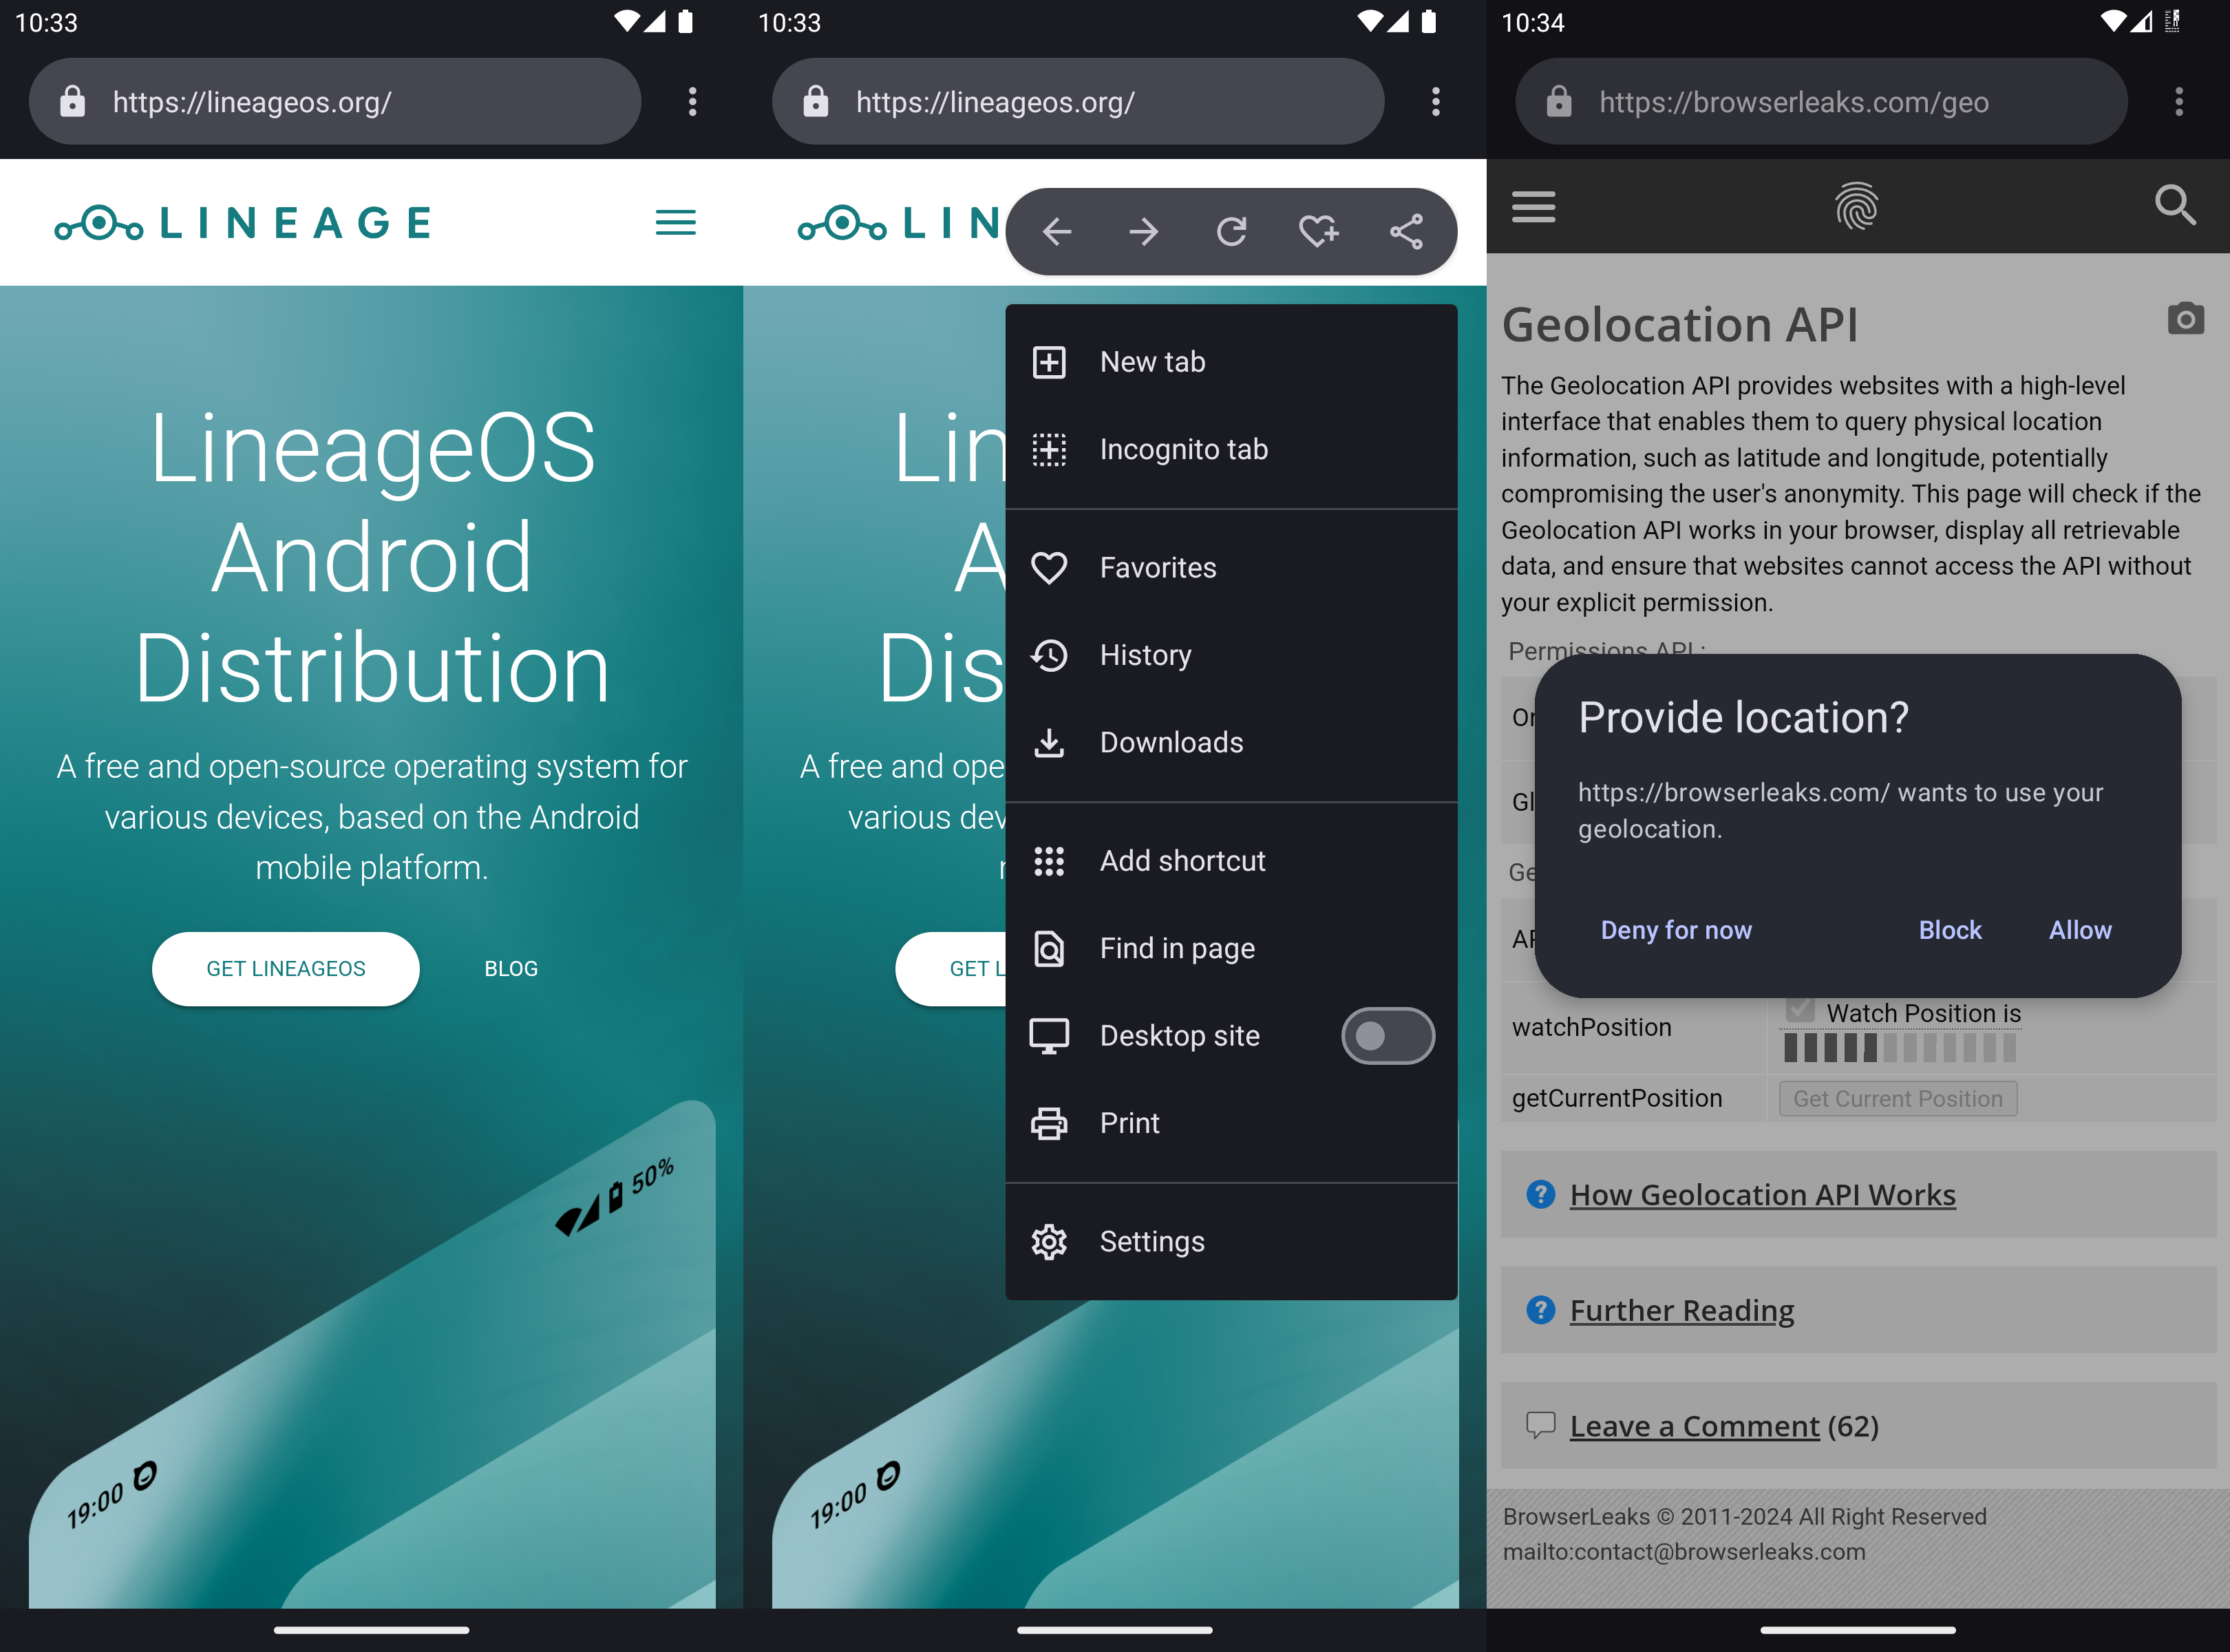 10:33
https://lineageos.org/
LINEAGE
LineageOS
Android
Distribution
A free and open-source operating system for
various devices, based on the Android
mobile platform.
GET LINEAGEOS
BLOG
50%
19:00
10:33
https://lineageos.org/
LIN
Lin
A
Dis
A free and ope
various dev
GET L
New tab
Incognito tab
Favorites
History
Downloads
Add shortcut
Find in page
Desktop site
Print
Settings
19:00
10:34
https://browserleaks.com/geo
Geolocation API
The Geolocation API provides websites with a high-level
interface that enables them to query physical location
information, such as latitude and longitude, potentially
compromising the user's anonymity. This page will check if the
Geolocation API works in your browser, display all retrievable
data, and ensure that websites cannot access the API without
your explicit permission.
Permissions API :
Provide location?
https://browserleaks.com/ wants to use your
geolocation.
Deny for now
Block
Allow
Gl
Ge
watchPosition
Watch Position is
getCurrentPosition
Get Current Position
How Geolocation API Works
Further Reading
Leave a Comment (62)
BrowserLeaks © 2011-2024 All Right Reserved
mailto:contact@browserleaks.com